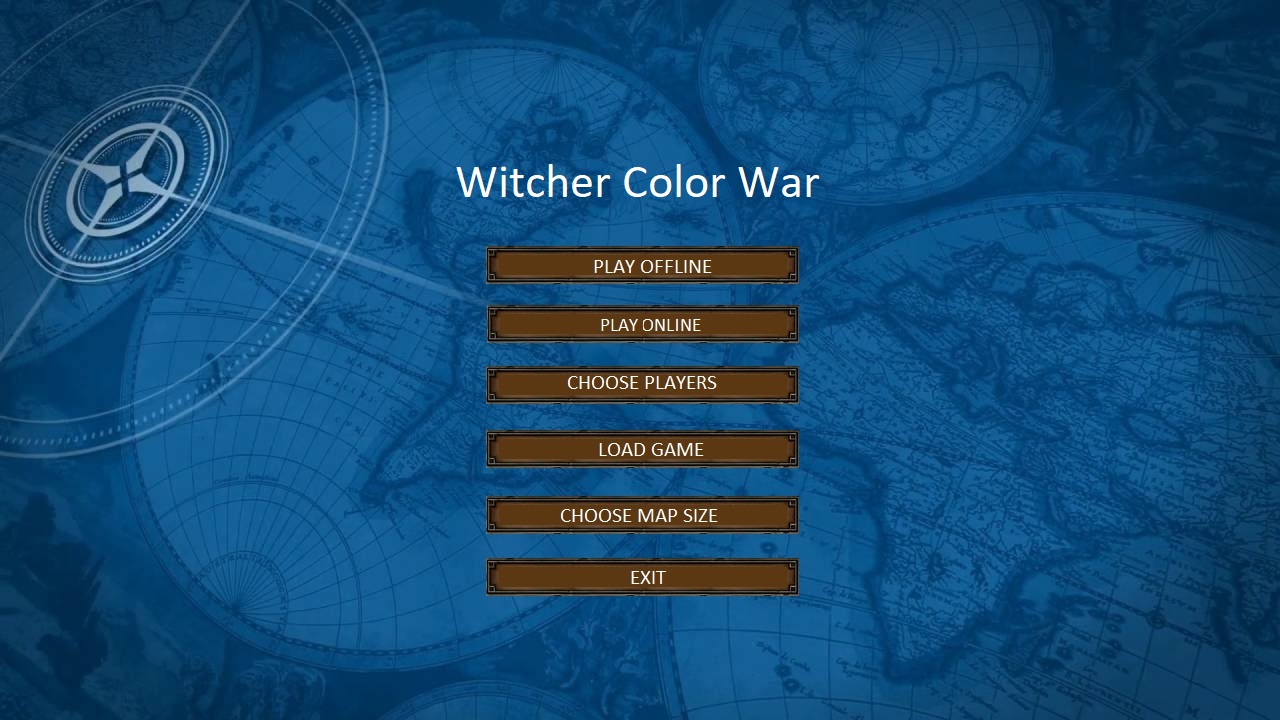 Witcher Color War
PLAY OFFLINE
PLAY ONLINE
CHOOSE PLAYERS
LOAD GAME
CHOOSE MAP SIZE
EXIT